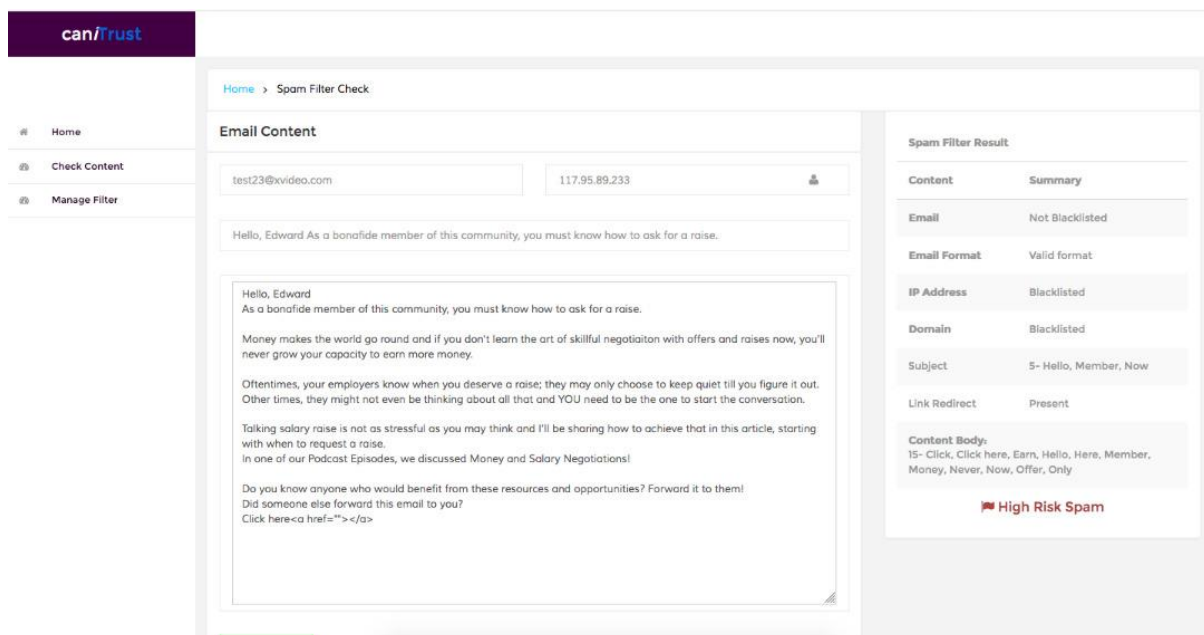 caniTrust
Home > Spam Filter Check
Home
Check Content
Manage Filter
Email Content
test23@xvideo.com
117.95.89.233
Hello, Edward As a bonafide member of this community, you must know how to ask for a raise.
Hello, Edward
As a bonafide member of this community, you must know how to ask for a raise.
Money makes the world go round and if you don't learn the art of skillful negotiaiton with offers and raises now, you'll
never grow your capacity to earn more money.
Oftentimes, your employers know when you deserve a raise; they may only choose to keep quiet till you figure it out.
Other times, they might not even be thinking about all that and YOU need to be the one to start the conversation.
Talking salary raise is not as stressful as you may think and I'll be sharing how to achieve that in this article, starting
with when to request a raise.
In one of our Podcast Episodes, we discussed Money and Salary Negotiations!
Do you know anyone who would benefit from these resources and opportunities? Forward it to them!
Did someone else forward this email to you?
Click here<a href=""></a>
Spam Filter Result
Content Summary
Email Not Blacklisted
Email Format Valid format
IP Address Blacklisted
Domain Blacklisted
Subject 5- Hello, Member, Now
Link Redirect Present
Content Body:
15- Click, Click here, Earn, Hello, Here, Member,
Money, Never, Now, Offer, Only
High Risk Spam